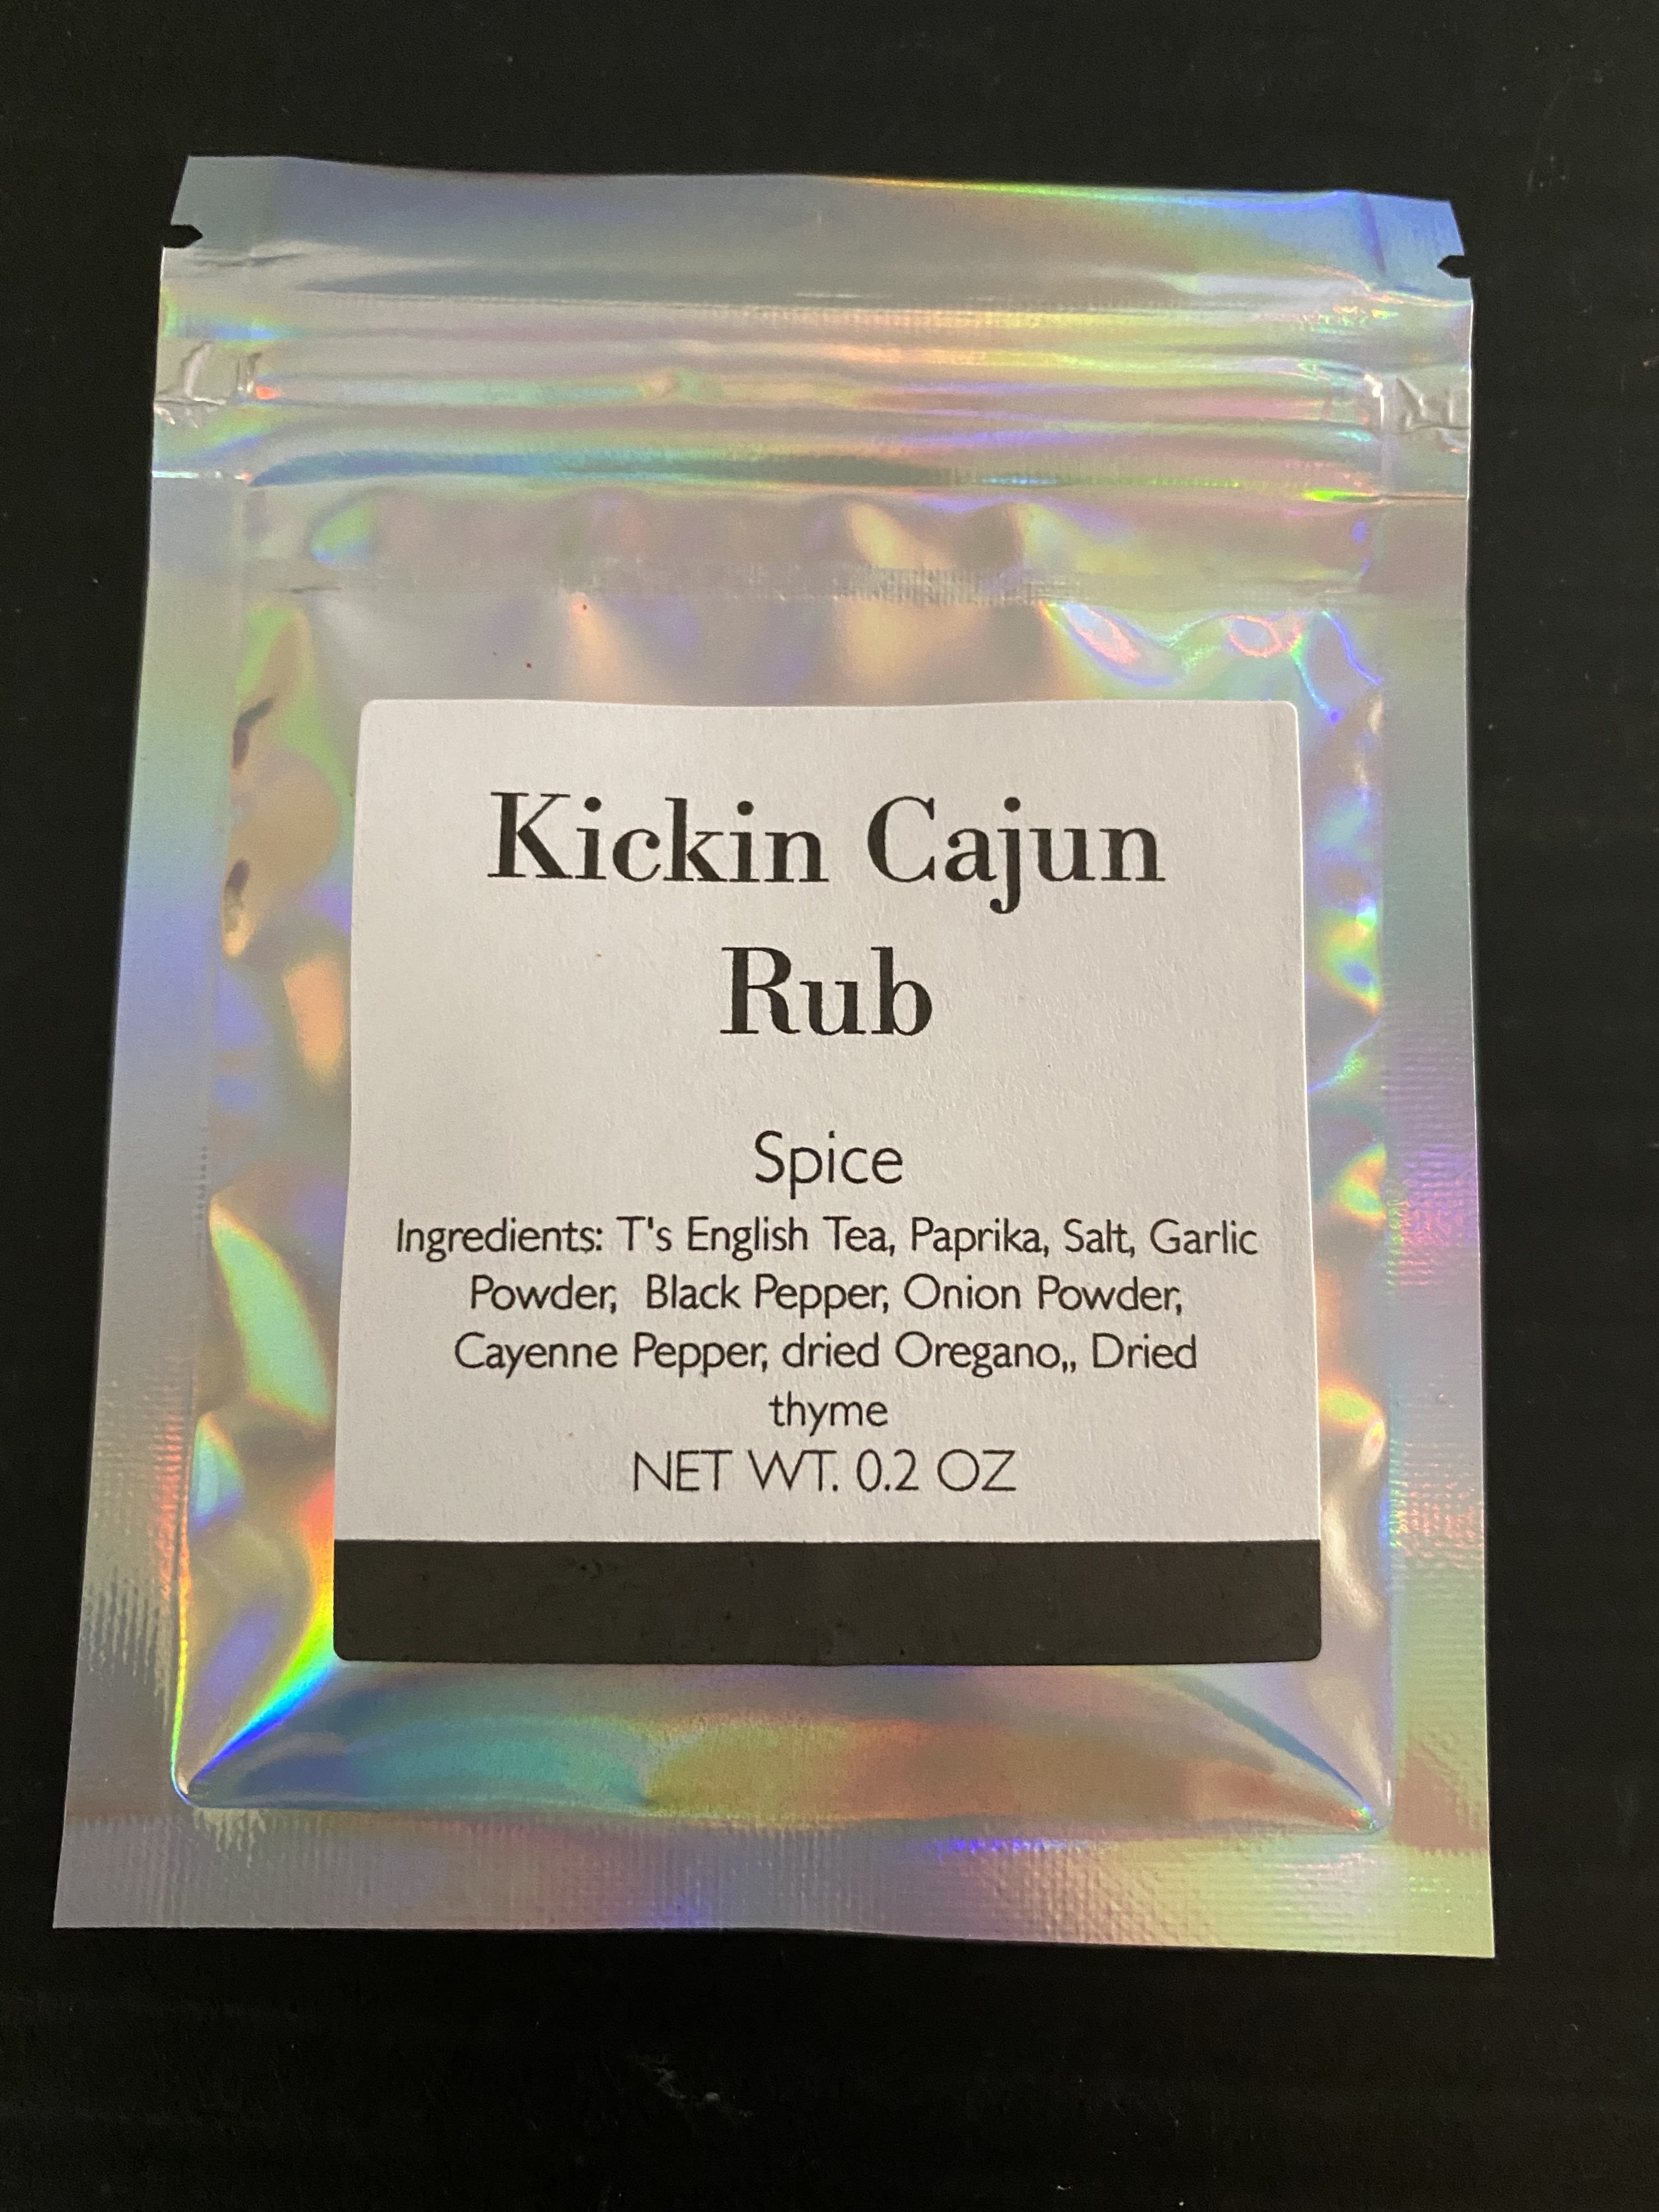 Kickin Cajun
Rub
Spice
Ingredients: T's English Tea, Paprika, Salt, Garlic
Powder,  Black Pepper, Onion Powder,
Cayenne Pepper, dried Oregano,, Dried
thyme
NET WT. 0.2 OZ